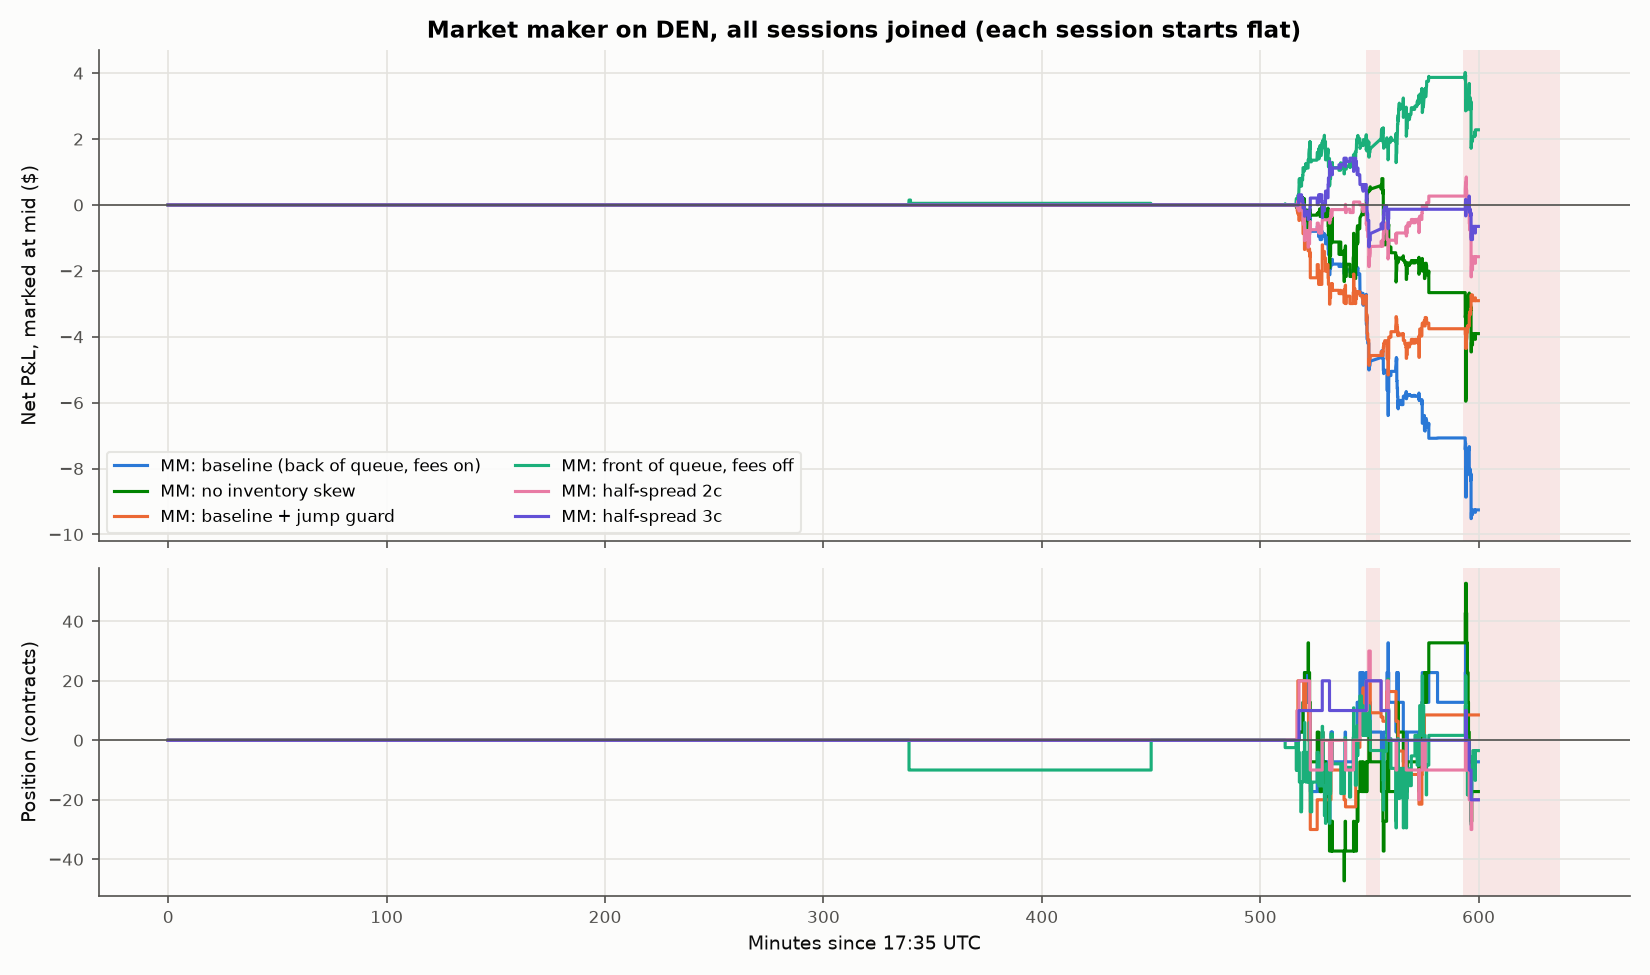 Market maker on DEN, all sessions joined (each session starts flat)
Net P&L, marked at mid ($)
4
2
0
−2
−4
−6
−8
−10
MM: baseline (back of queue, fees on)
MM: no inventory skew
MM: baseline + jump guard
MM: front of queue, fees off
MM: half-spread 2c
MM: half-spread 3c
Position (contracts)
40
20
0
−20
−40
0 100 200 300 400 500 600
Minutes since 17:35 UTC